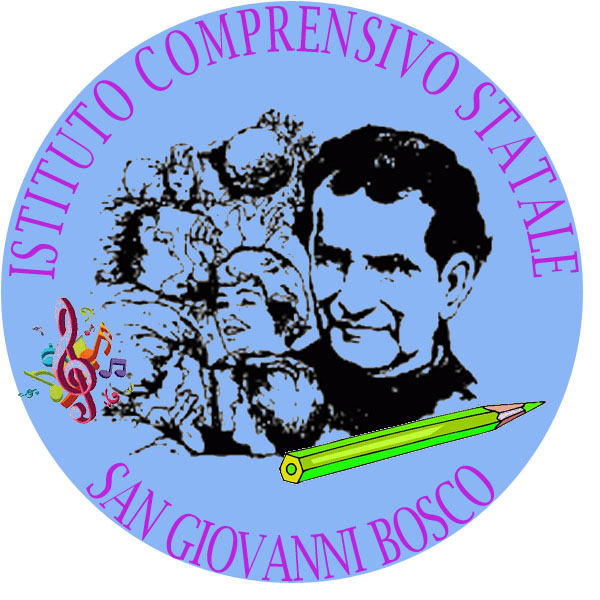 ISTITUTO COMPRENSIVO STATALE
SAN GIOVANNI BOSCO